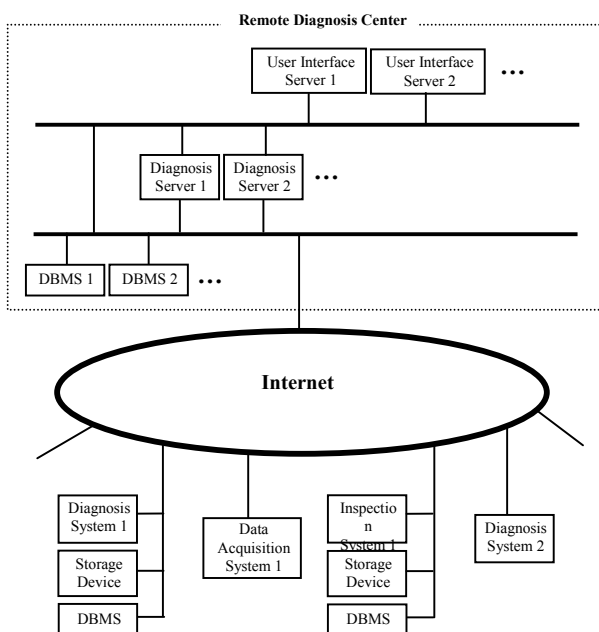 Remote Diagnosis Center
User Interface
Server 1
User Interface
Server 2
...
Diagnosis
Server 1
Diagnosis
Server 2
...
DBMS 1
DBMS 2
...
Internet
Diagnosis
System 1
Storage
Device
DBMS
Data
Acquisition
System 1
Inspectio
n
System 1
Storage
Device
DBMS
Diagnosis
System 2